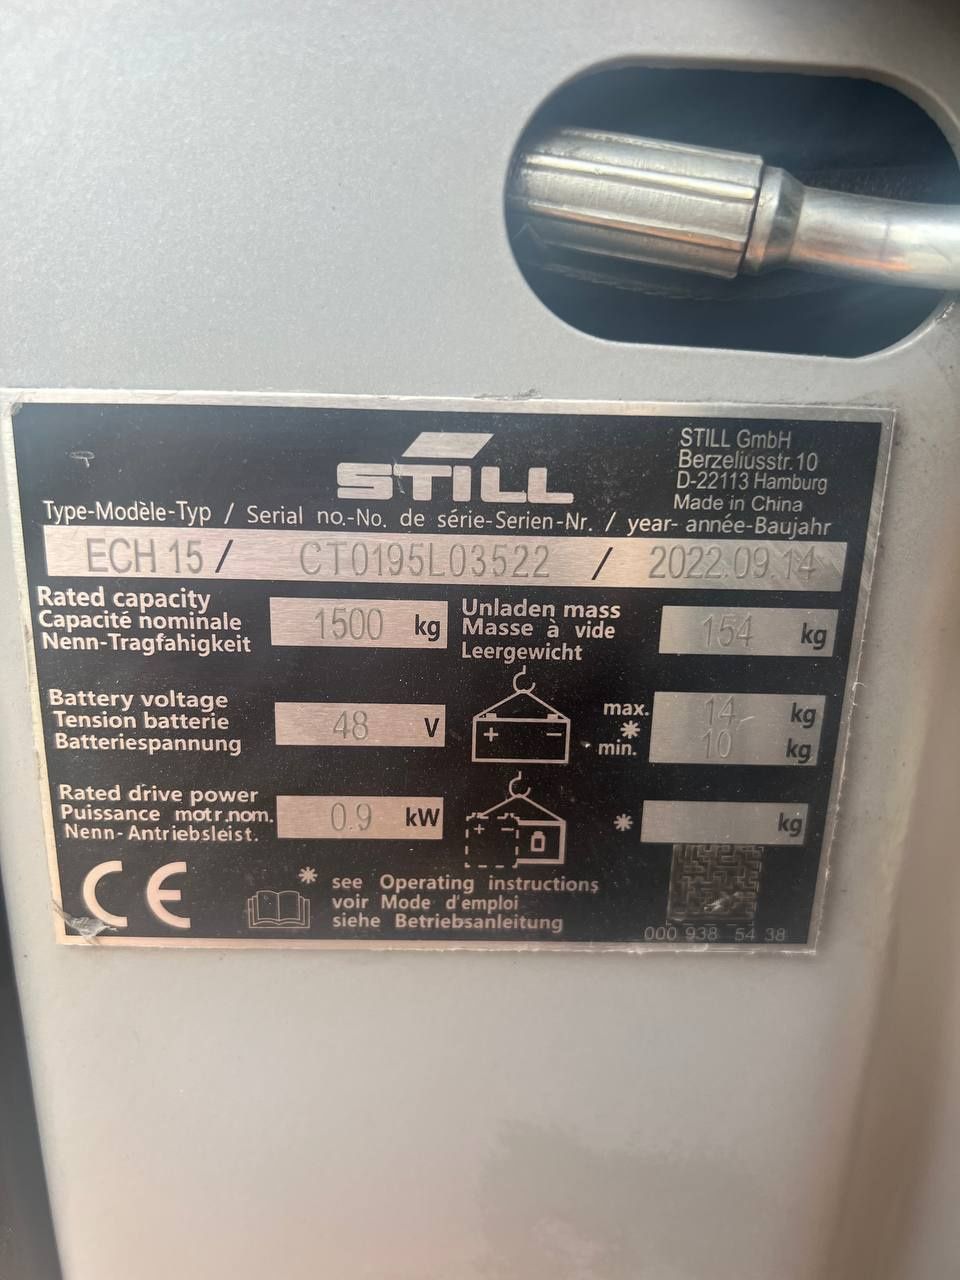 STILL
STILL GmbH
Berzeliusstr.10
D-22113 Hamburg
Made in China
Type-Modèle-Typ / Serial no.-No. de série-Serien-Nr. / year- année-Baujahr
ECH 15 / CT0195L03522 / 2022.09.14
Rated capacity
Capacité nominale
Nenn-Tragfahigkeit
1500 kg
Unladen mass
Masse à vide
Leergewicht
154 kg
Battery voltage
Tension batterie
Batteriespannung
48 V
+ -
max. 14 kg
*
min. 10 kg
Rated drive power
Puissance motr.nom.
Nenn-Antriebsleist.
0.9 kW
+ -
* kg
CE
* see Operating instructions
voir Mode d'emploi
siehe Betriebsanleitung
000 938 54 38